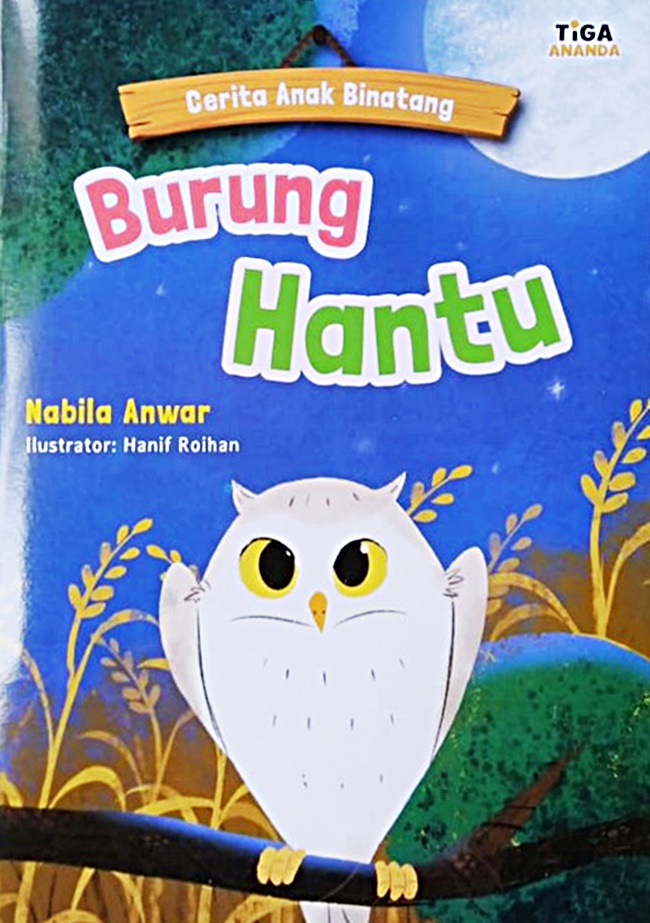 TiGA
ANANDA
Cerita Anak Binatang
Burung
Hantu
Nabila Anwar
Ilustrator: Hanif Roihan